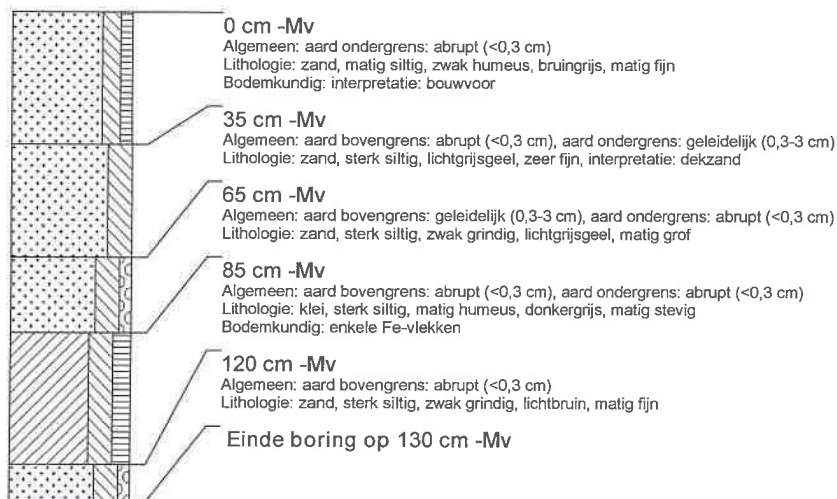 0 cm -Mv
Algemeen: aard ondergrens: abrupt (<0,3 cm)
Lithologie: zand, matig siltig, zwak humeus, bruingrijs, matig fijn
Bodemkundig: interpretatie: bouwvoor
35 cm -Mv
Algemeen: aard bovengrens: abrupt (<0,3 cm), aard ondergrens: geleidelijk (0,3-3 cm)
Lithologie: zand, sterk siltig, lichtgrijsgeel, zeer fijn, interpretatie: dekzand
65 cm -Mv
Algemeen: aard bovengrens: geleidelijk (0,3-3 cm), aard ondergrens: abrupt (<0,3 cm)
Lithologie: zand, sterk siltig, zwak grindig, lichtgrijsgeel, matig grof
85 cm -Mv
Algemeen: aard bovengrens: abrupt (<0,3 cm), aard ondergrens: abrupt (<0,3 cm)
Lithologie: klei, sterk siltig, matig humeus, donkergrijs, matig stevig
Bodemkundig: enkele Fe-vlekken
120 cm -Mv
Algemeen: aard bovengrens: abrupt (<0,3 cm)
Lithologie: zand, sterk siltig, zwak grindig, lichtbruin, matig fijn
Einde boring op 130 cm -Mv